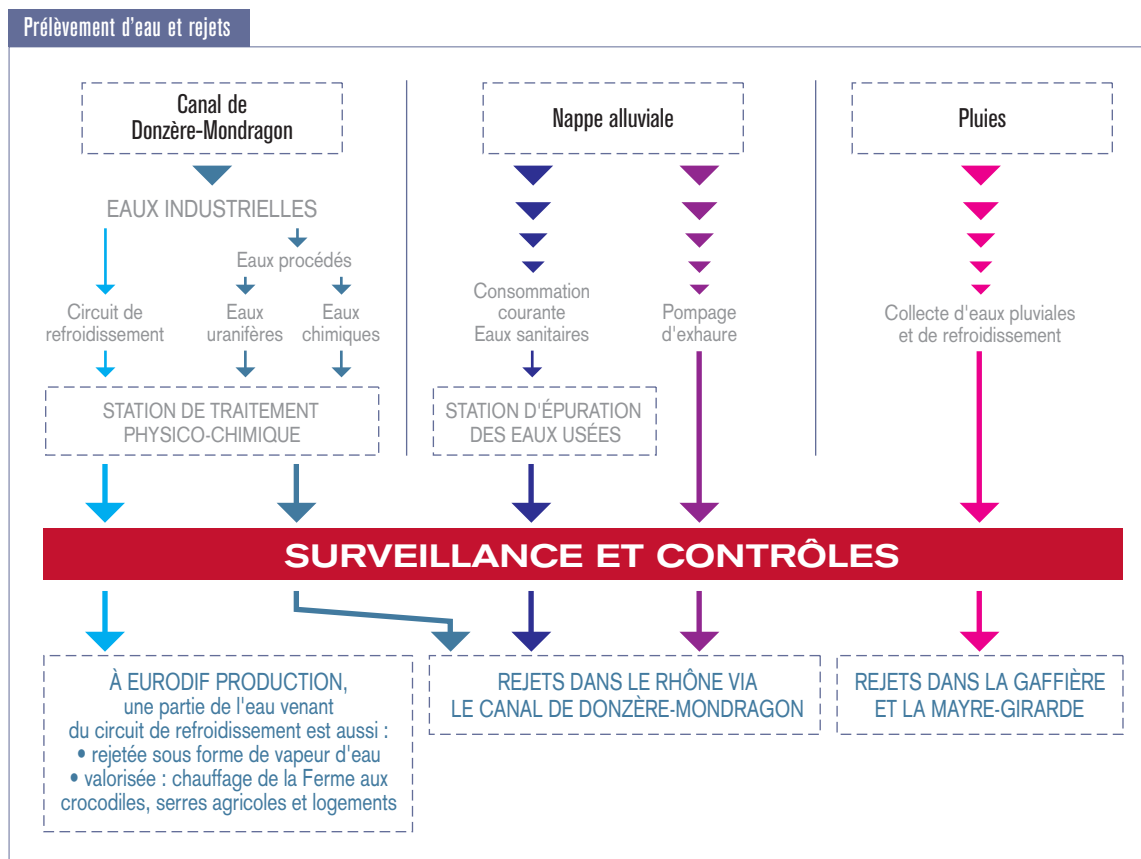 Prélèvement d'eau et rejets
Canal de
Donzère-Mondragon
EAUX INDUSTRIELLES
Eaux procédés
Circuit de
refroidissement
Eaux
uranifères
Eaux
chimiques
STATION DE TRAITEMENT
PHYSICO-CHIMIQUE
Nappe alluviale
Consommation
courante
Eaux sanitaires
Pompage
d'exhaure
STATION D'ÉPURATION
DES EAUX USÉES
Pluies
Collecte d'eaux pluviales
et de refroidissement
SURVEILLANCE ET CONTRÔLES
À EURODIF PRODUCTION,
une partie de l'eau venant
du circuit de refroidissement est aussi :
• rejetée sous forme de vapeur d'eau
• valorisée : chauffage de la Ferme aux
crocodiles, serres agricoles et logements
REJETS DANS LE RHÔNE VIA
LE CANAL DE DONZÈRE-MONDRAGON
REJETS DANS LA GAFFIÈRE
ET LA MAYRE-GIRARDE